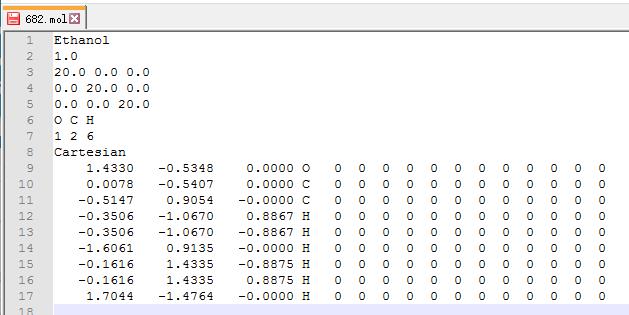 682.mol
1 Ethanol
2 1.0
3 20.0 0.0 0.0
4 0.0 20.0 0.0
5 0.0 0.0 20.0
6 O C H
7 1 2 6
8 Cartesian
9 1.4330 -0.5348 0.0000 O 0 0 0 0 0 0 0 0 0 0 0 0
10 0.0078 -0.5407 0.0000 C 0 0 0 0 0 0 0 0 0 0 0 0
11 -0.5147 0.9054 -0.0000 C 0 0 0 0 0 0 0 0 0 0 0 0
12 -0.3506 -1.0670 0.8867 H 0 0 0 0 0 0 0 0 0 0 0 0
13 -0.3506 -1.0670 -0.8867 H 0 0 0 0 0 0 0 0 0 0 0 0
14 -1.6061 0.9135 -0.0000 H 0 0 0 0 0 0 0 0 0 0 0 0
15 -0.1616 1.4335 -0.8875 H 0 0 0 0 0 0 0 0 0 0 0 0
16 -0.1616 1.4335 0.8875 H 0 0 0 0 0 0 0 0 0 0 0 0
17 1.7044 -1.4764 -0.0000 H 0 0 0 0 0 0 0 0 0 0 0 0
18